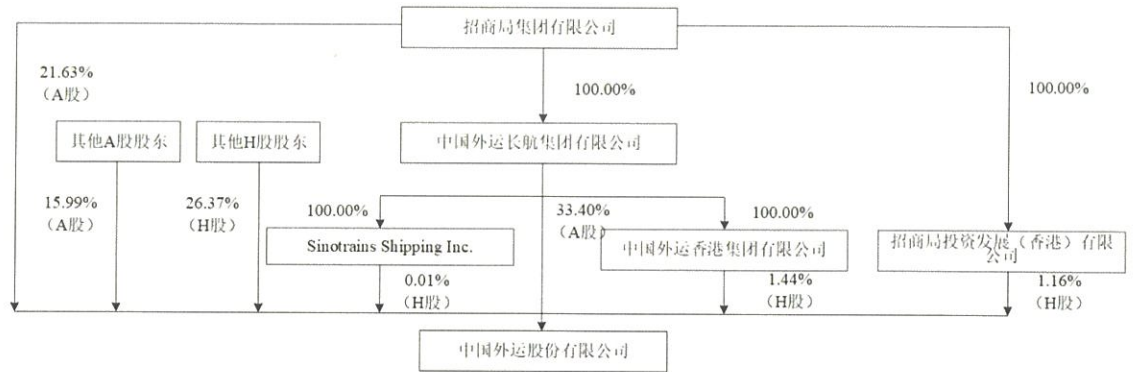 招商局集团有限公司
21.63%
（A股）
100.00%
100.00%
其他A股股东
其他H股股东
中国外运长航集团有限公司
15.99%
（A股）
26.37%
（H股）
100.00%
33.40%
（A股）
100.00%
Sinotrains Shipping Inc.
中国外运香港集团有限公司
招商局投资发展（香港）有限
公司
0.01%
（H股）
1.44%
（H股）
1.16%
（H股）
中国外运股份有限公司